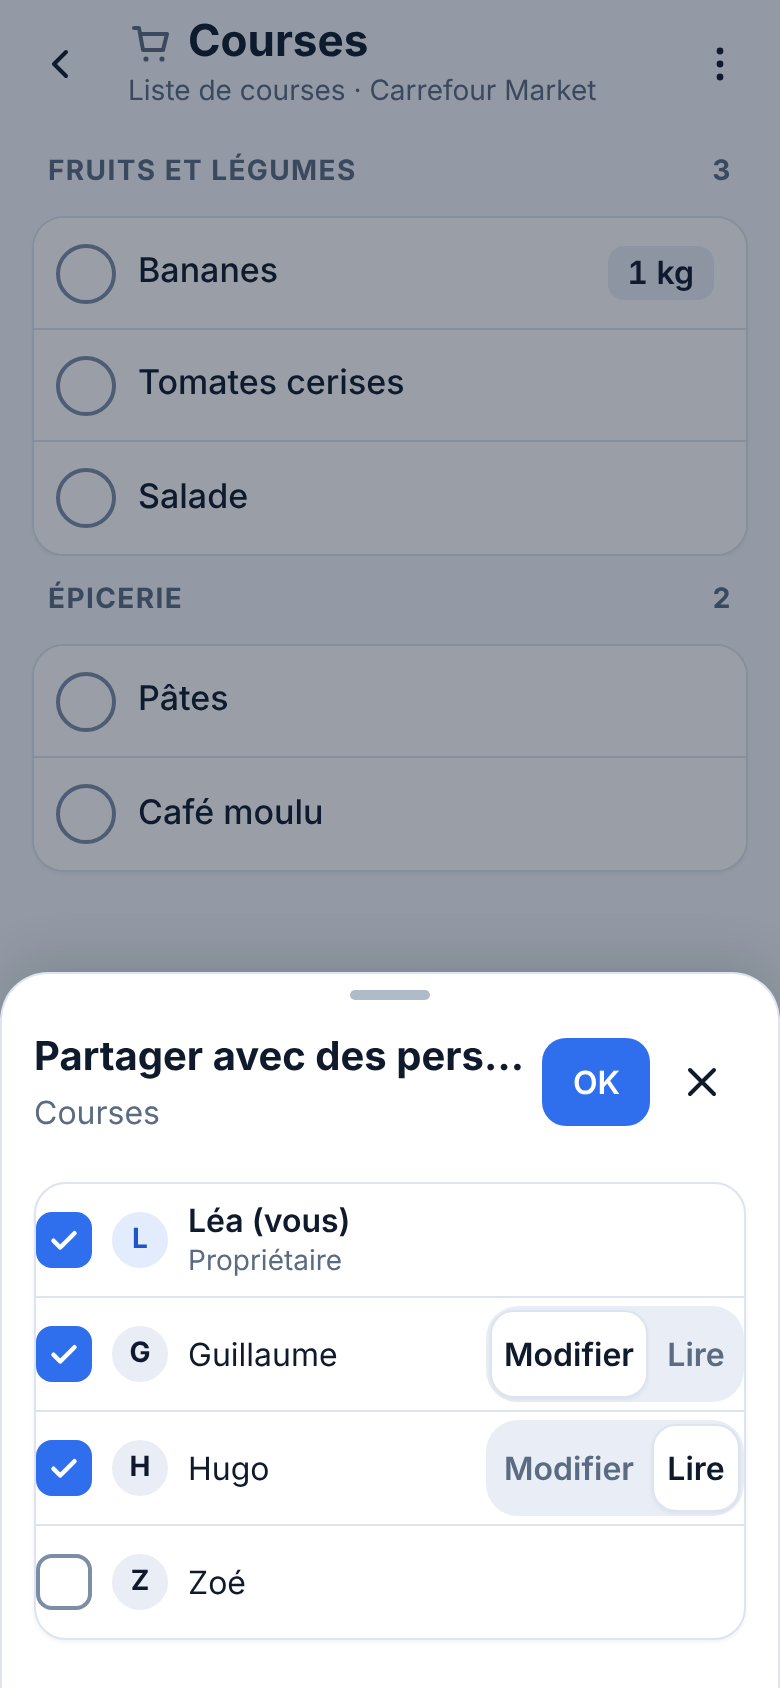 Courses
Liste de courses · Carrefour Market
FRUITS ET LÉGUMES 3
Bananes 1 kg
Tomates cerises
Salade
ÉPICERIE 2
Pâtes
Café moulu
Partager avec des pers...
Courses
OK
L Léa (vous)
Propriétaire
G Guillaume Modifier Lire
H Hugo Modifier Lire
Z Zoé